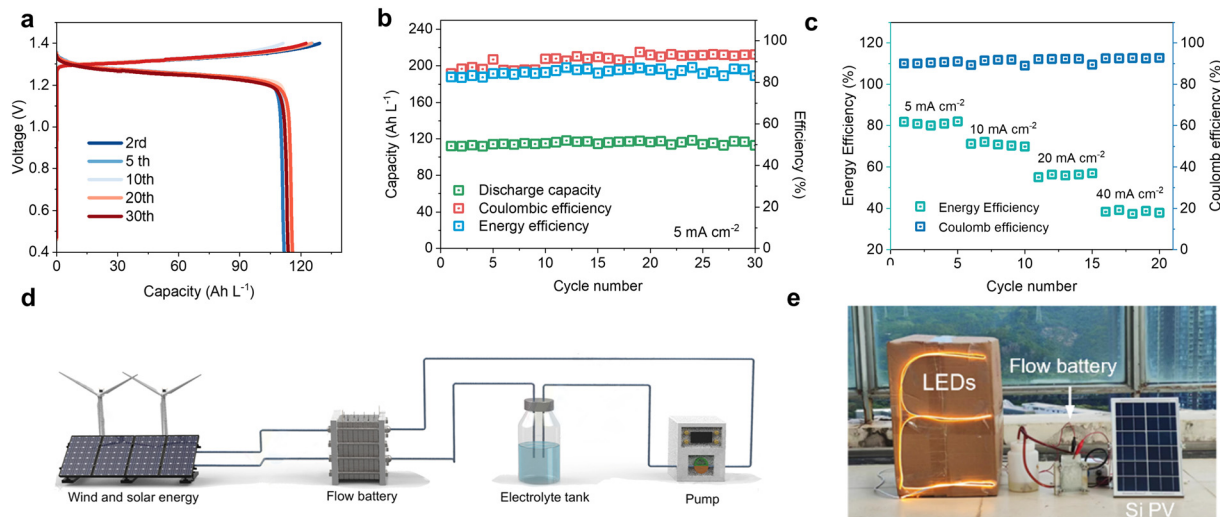 a
1.4
1.2
1.0
0.8
0.6
0.4
Voltage (V)
2rd
5 th
10th
20th
30th
0 30 60 90 120
Capacity (Ah L⁻¹)
b
240
210
180
150
120
90
60
30
0
Capacity (Ah L⁻¹)
100
80
60
40
20
0
Efficiency (%)
Discharge capacity
Coulombic efficiency
Energy efficiency
5 mA cm⁻²
0 5 10 15 20 25 30
Cycle number
c
120
100
80
60
40
20
Energy Efficiency (%)
100
80
60
40
20
0
Coulomb efficiency (%)
5 mA cm⁻²
10 mA cm⁻²
20 mA cm⁻²
40 mA cm⁻²
Energy Efficiency
Coulomb efficiency
0 5 10 15 20
Cycle number
d
Wind and solar energy
Flow battery
Electrolyte tank
Pump
e
LEDs
Flow battery
Si PV